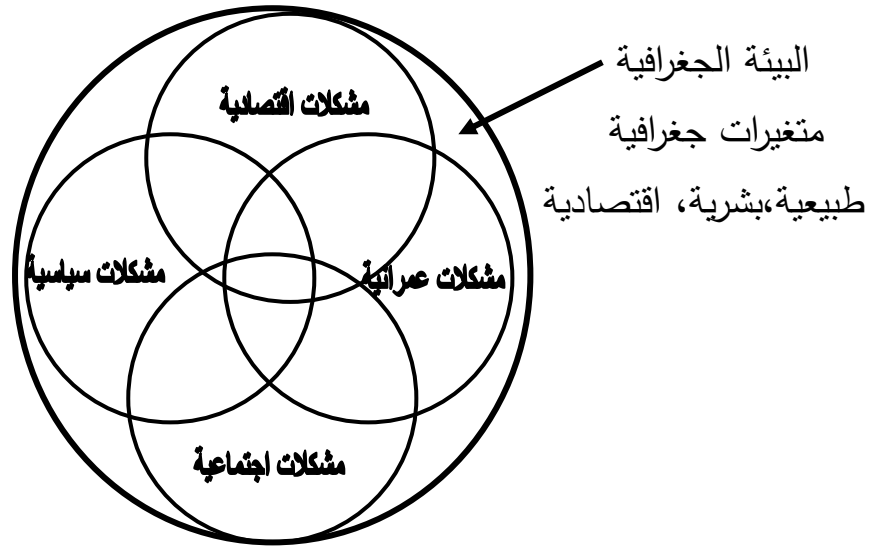 البيئة الجغرافية
متغيرات جغرافية
طبيعية،بشرية، اقتصادية
مشكلات اقتصادية
مشكلات عمرانية
مشكلات سياسية
مشكلات اجتماعية